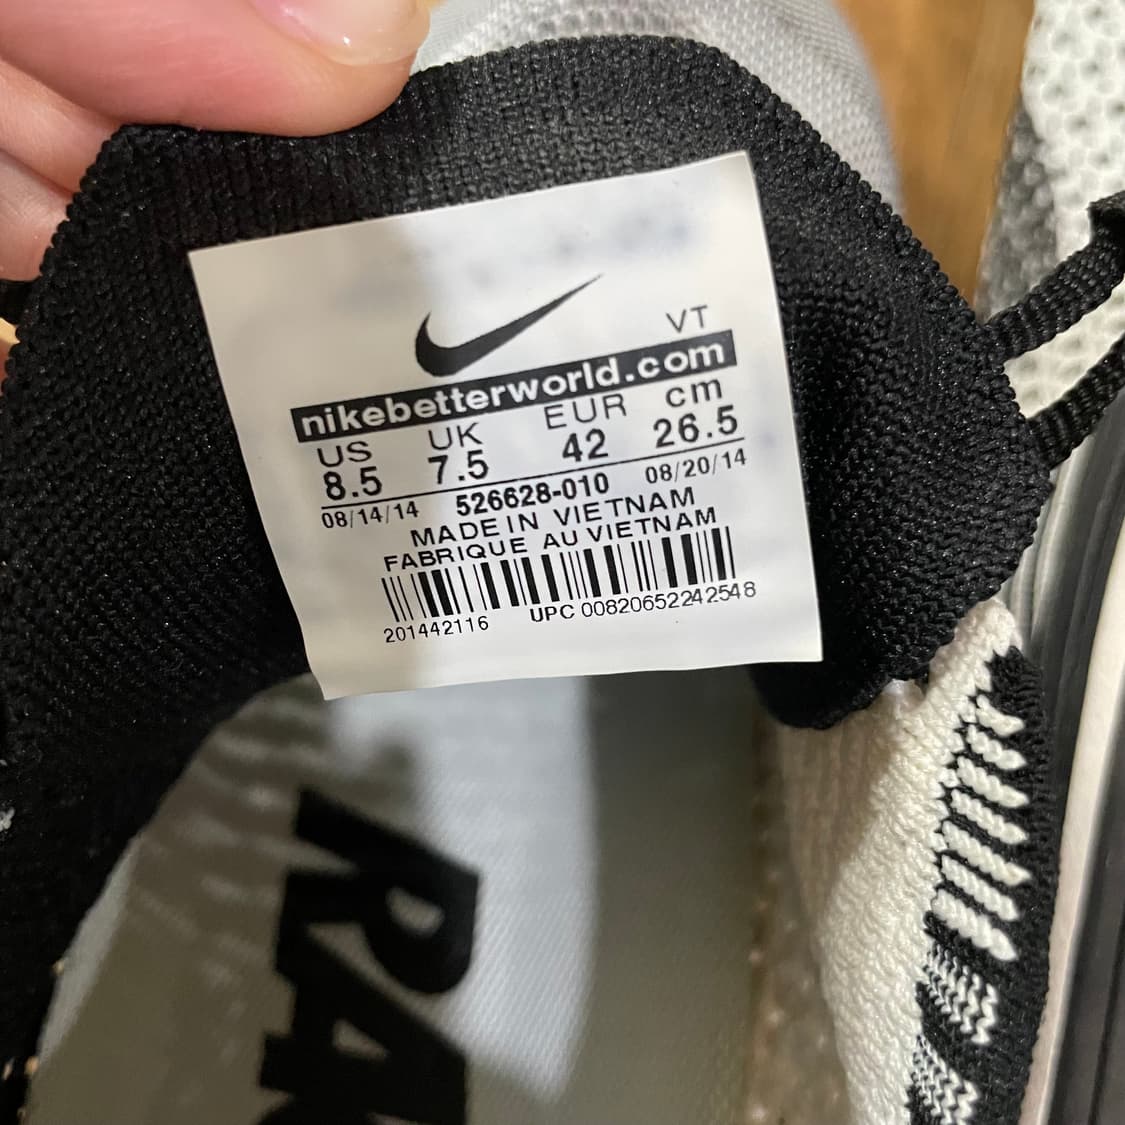 VT
nikebetterworld.com
US UK EUR cm
8.5 7.5 42 26.5
08/14/14 526628-010 08/20/14
MADE IN VIETNAM
FABRIQUE AU VIETNAM
201442116 UPC 00820652242548
RA